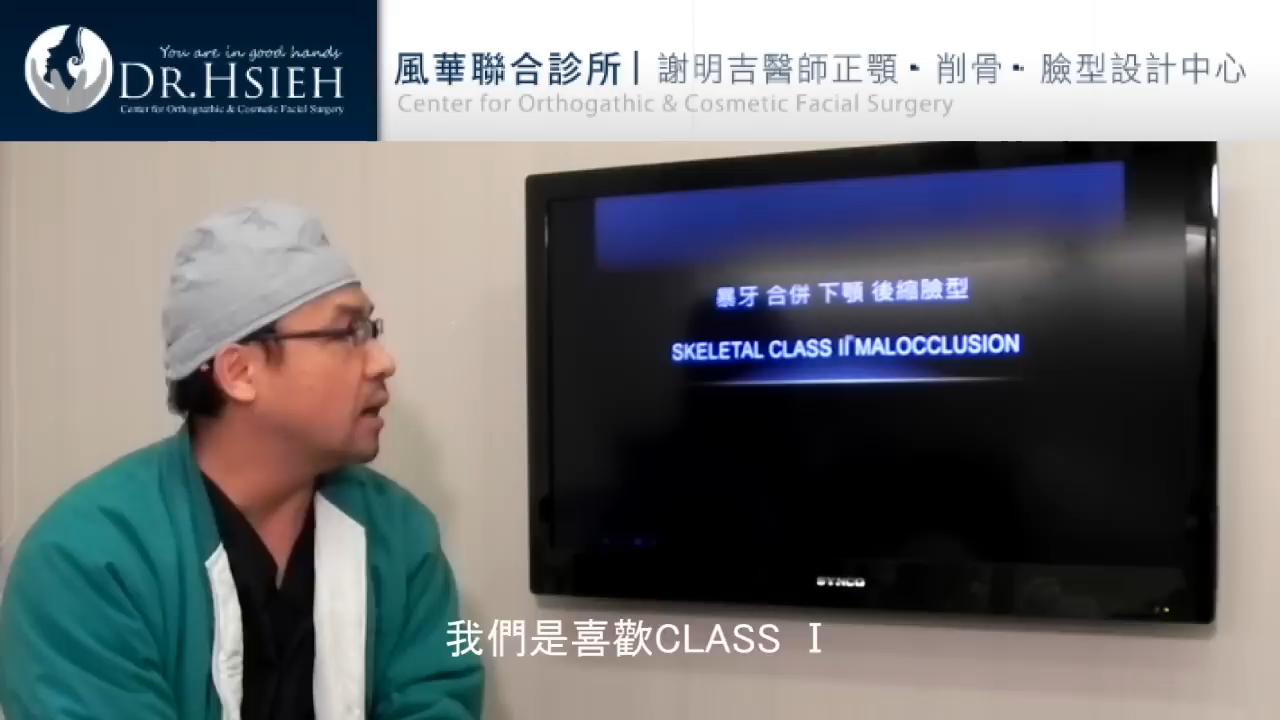 You are in good hands
DR.HSIEH
Center for Orthognathic & Cosmetic Facial Surgery
風華聯合診所| 謝明吉醫師正顎・削骨・臉型設計中心
Center for Orthogathic & Cosmetic Facial Surgery
暴牙 合併 下顎 後縮臉型
SKELETAL CLASS II MALOCCLUSION
SYNCO
我們是喜歡CLASS I